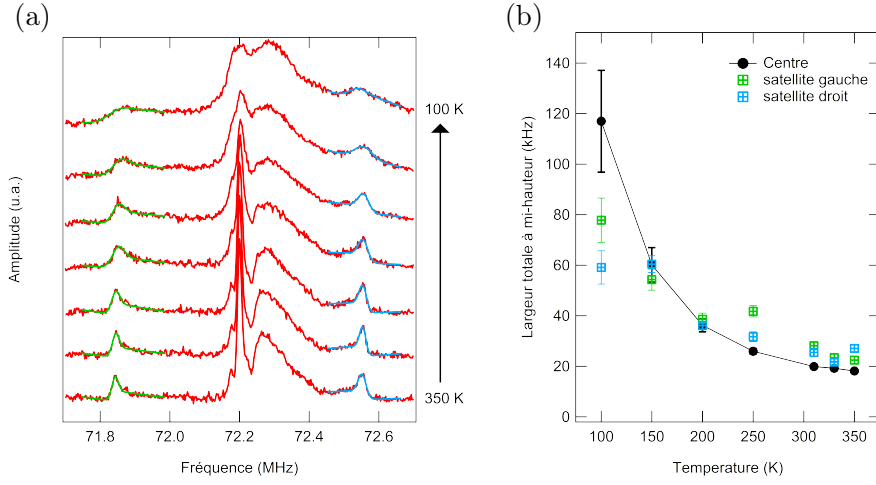 (a)
Amplitude (u.a.)
100 K
350 K
71.8
72.0
72.2
72.4
72.6
Fréquence (MHz)
(b)
Largeur totale à mi-hauteur (kHz)
140
120
100
80
60
40
20
0
Centre
satellite gauche
satellite droit
100
150
200
250
300
350
Temperature (K)